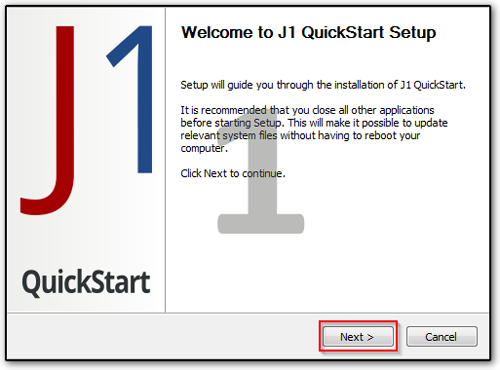 J1
QuickStart
Welcome to J1 QuickStart Setup
Setup will guide you through the installation of J1 QuickStart.
It is recommended that you close all other applications
before starting Setup. This will make it possible to update
relevant system files without having to reboot your
computer.
Click Next to continue.
1
Next >
Cancel